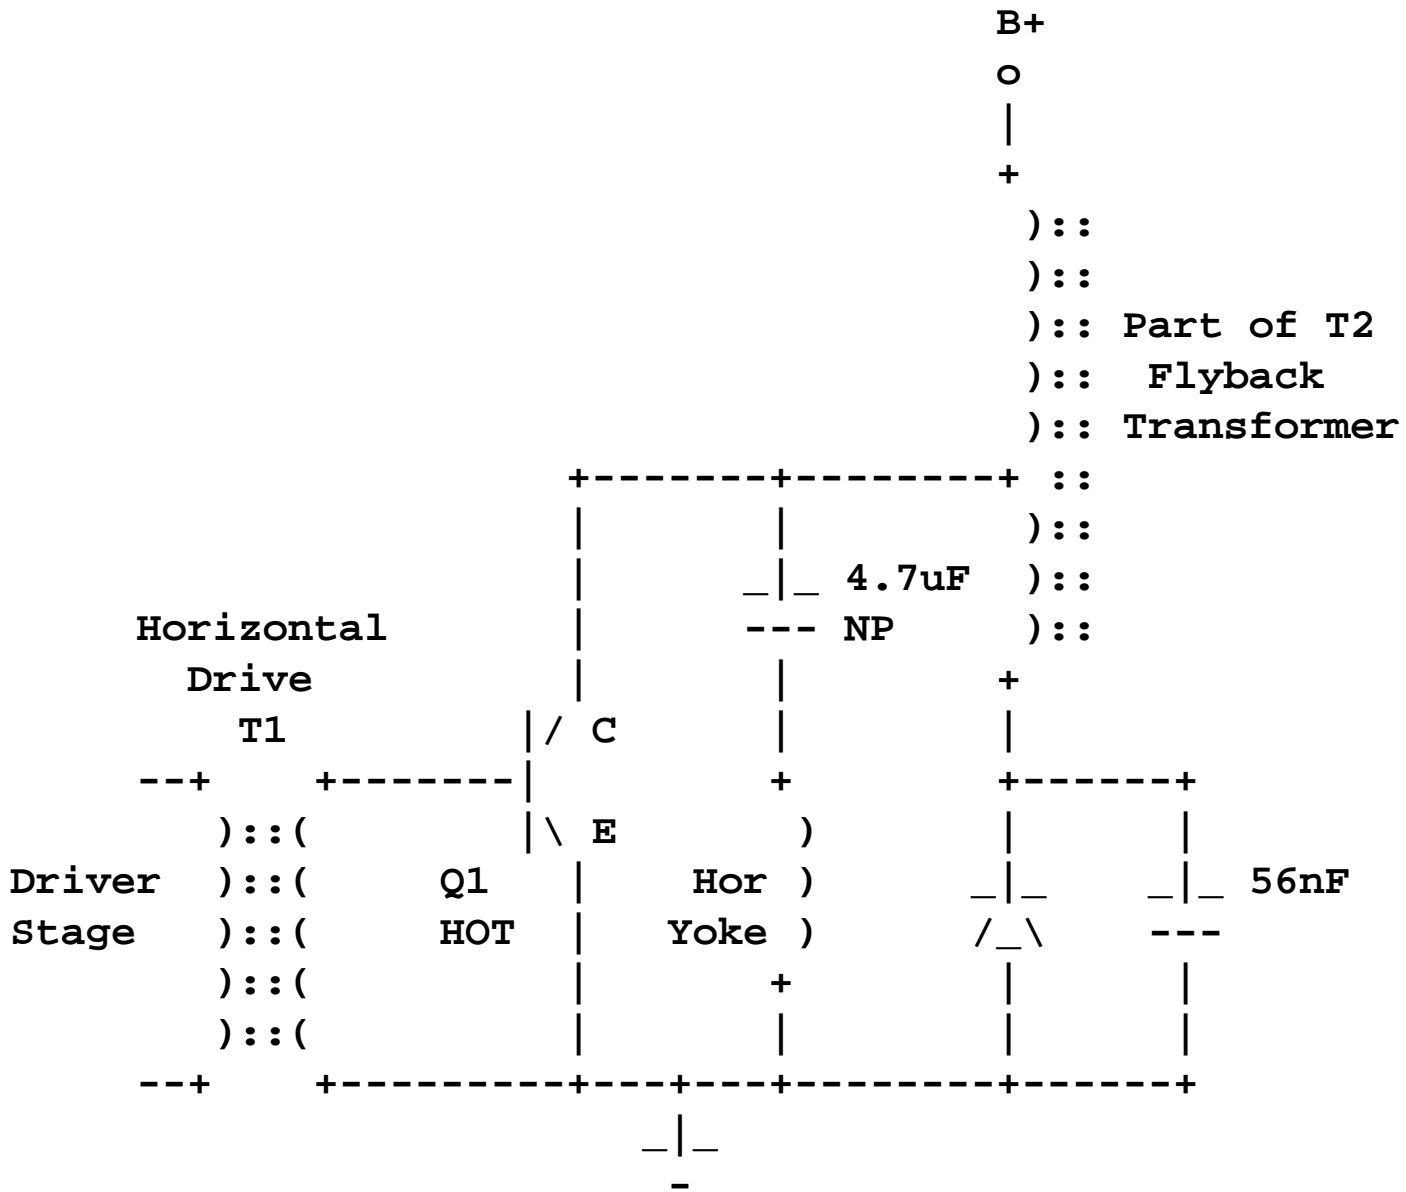 B+
o
Part of T2
Flyback
Transformer
4.7uF
Horizontal NP
Drive
T1 C
E
Driver Q1 Hor 56nF
Stage HOT Yoke